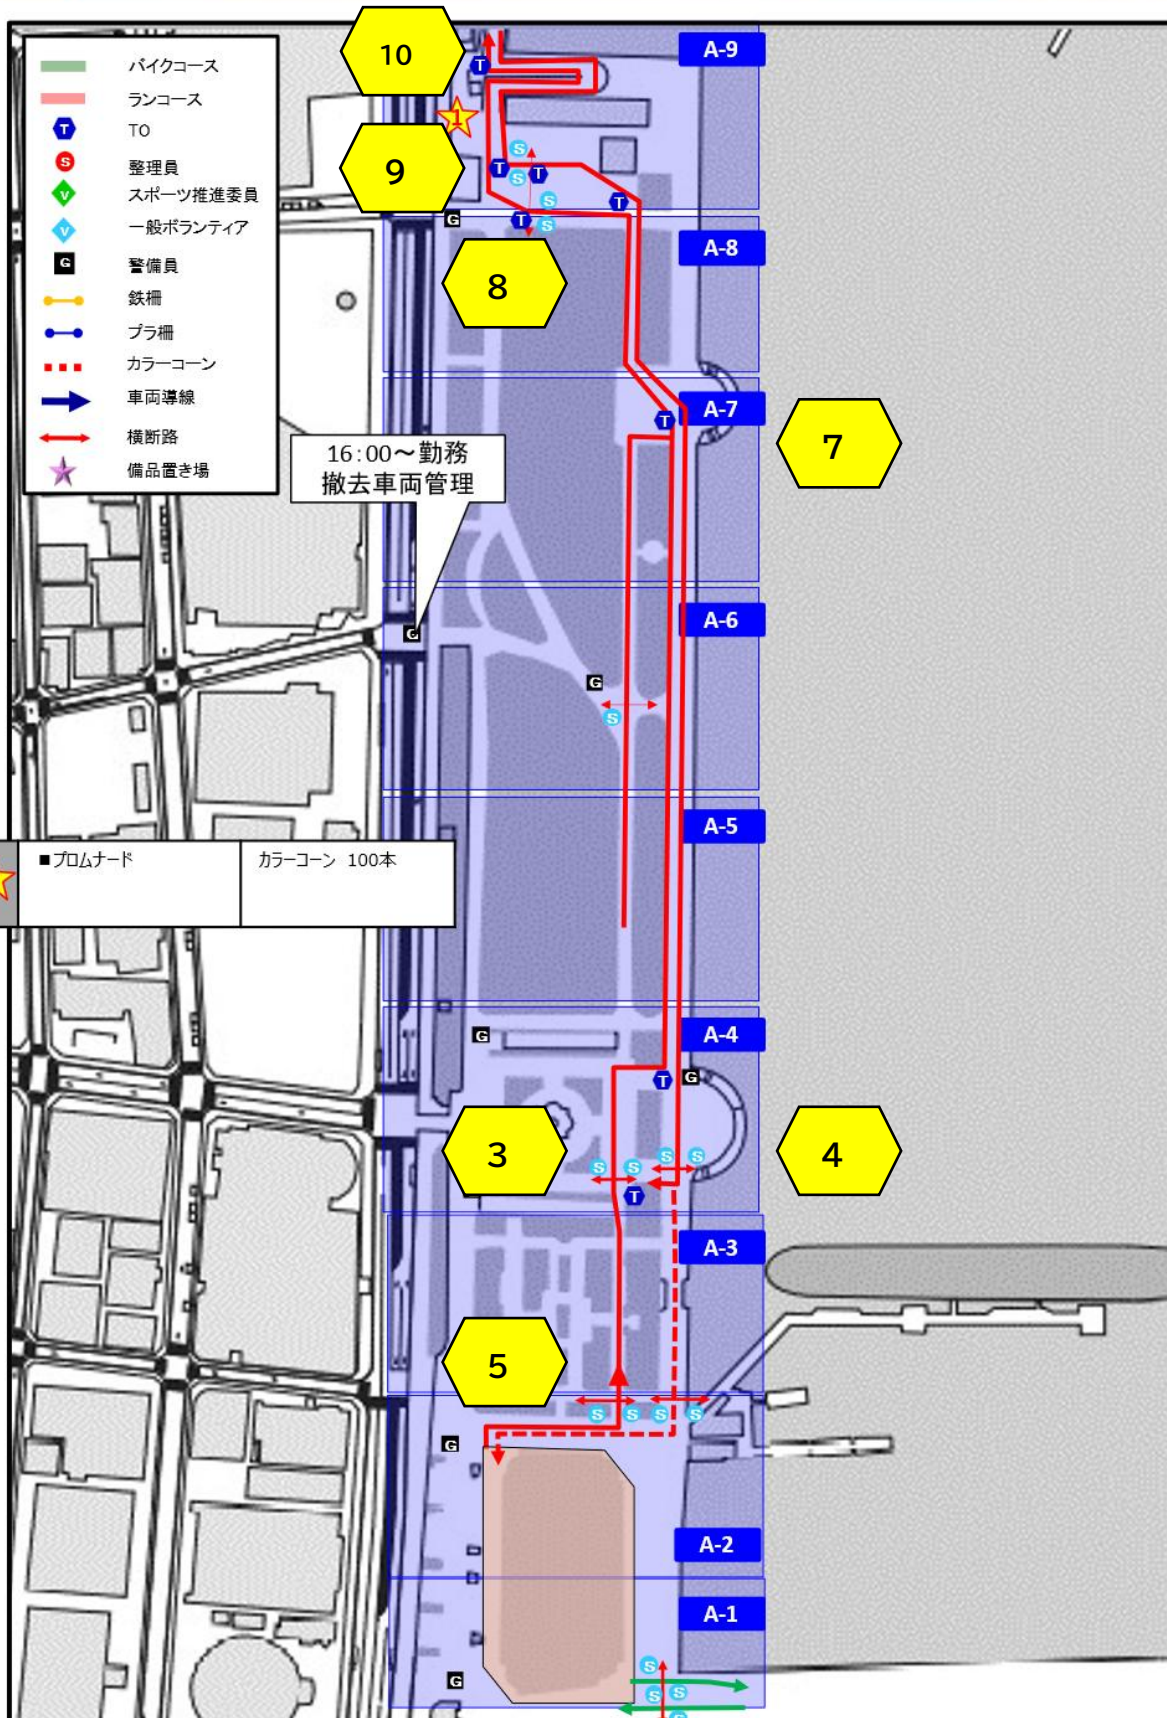 バイクコース
ランコース
T TO
S 整理員
V スポーツ推進委員
V 一般ボランティア
G 警備員
鉄柵
プラ柵
カラーコーン
車両導線
横断路
備品置き場
10
A-9
T
1
9
S
T
S
T
T
S
T
S
G
A-8
8
A-7
T
7
16:00～勤務
撤去車両管理
A-6
G
G
S
A-5
■プロムナード
カラーコーン 100本
A-4
G
T
G
3
4
S
S
S
S
T
A-3
5
S
S
S
S
G
A-2
A-1
S
G
S
S
S